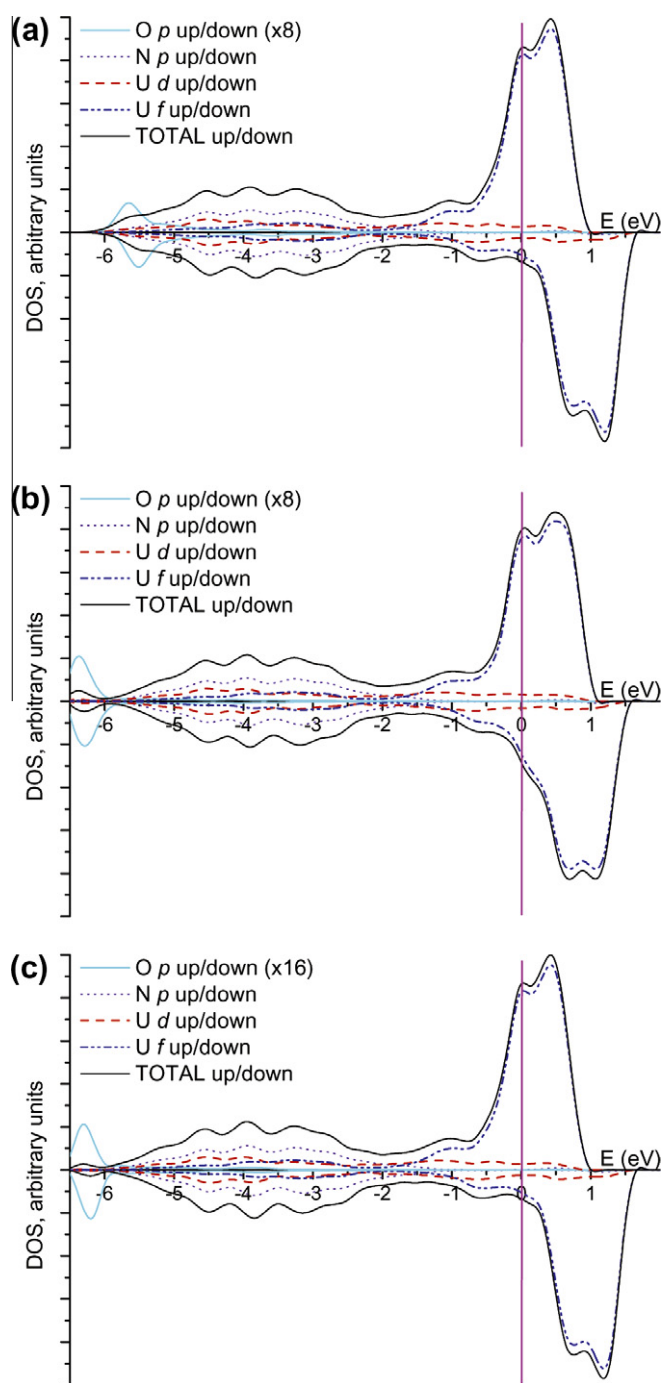 (a)
O p up/down (x8)
N p up/down
U d up/down
U f up/down
TOTAL up/down
DOS, arbitrary units
E (eV)
-6 -5 -4 -3 -2 -1 0 1
(b)
O p up/down (x8)
N p up/down
U d up/down
U f up/down
TOTAL up/down
DOS, arbitrary units
E (eV)
-6 -5 -4 -3 -2 -1 0 1
(c)
O p up/down (x16)
N p up/down
U d up/down
U f up/down
TOTAL up/down
DOS, arbitrary units
E (eV)
-6 -5 -4 -3 -2 -1 0 1